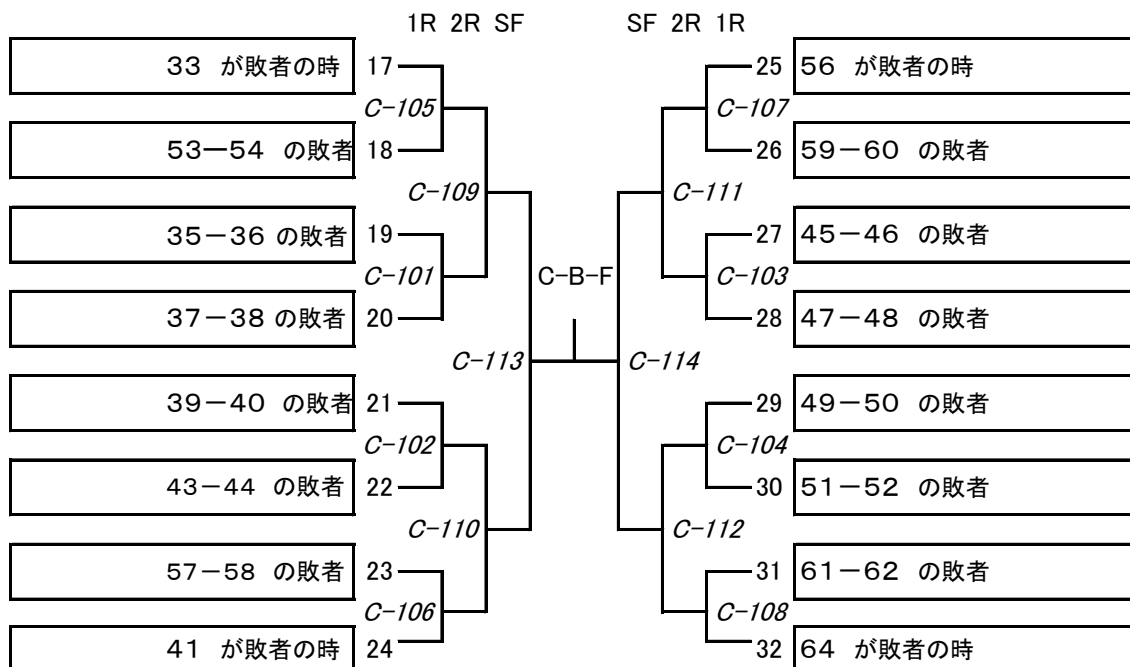 1R 2R SF SF 2R 1R
33 が敗者の時 17 25 56 が敗者の時
C-105 C-107
53ー54 の敗者 18 26 59－60 の敗者
C-109 C-111
35－36 の敗者 19 27 45－46 の敗者
C-101 C-B-F C-103
37－38 の敗者 20 28 47－48 の敗者
C-113 C-114
39－40 の敗者 21 29 49－50 の敗者
C-102 C-104
43－44 の敗者 22 30 51－52 の敗者
C-110 C-112
57－58 の敗者 23 31 61－62 の敗者
C-106 C-108
41 が敗者の時 24 32 64 が敗者の時